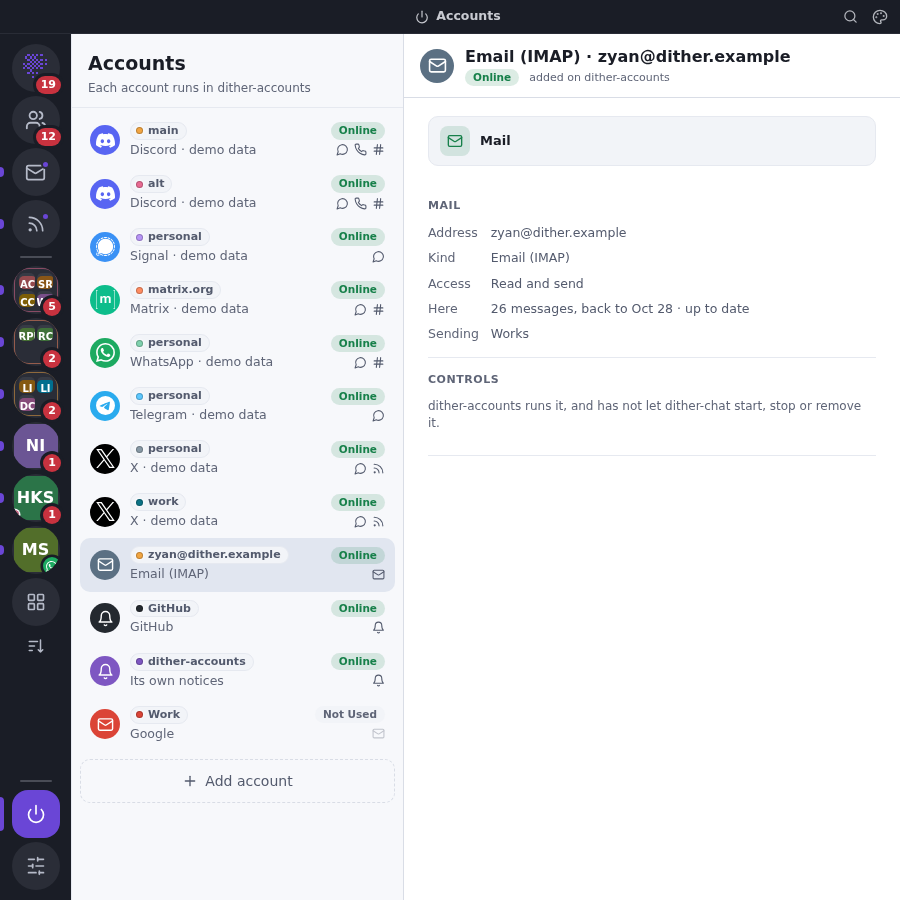 Accounts
19
12
AC
SR
CC
5
RP
RC
2
LI
LI
DC
2
NI
1
HKS
1
MS
Accounts
Each account runs in dither-accounts
main
Online
Discord · demo data
alt
Online
Discord · demo data
personal
Online
Signal · demo data
m
matrix.org
Online
Matrix · demo data
personal
Online
WhatsApp · demo data
personal
Online
Telegram · demo data
personal
Online
X · demo data
work
Online
X · demo data
zyan@dither.example
Online
Email (IMAP)
GitHub
Online
GitHub
dither-accounts
Online
Its own notices
Work
Not Used
Google
Add account
Email (IMAP) · zyan@dither.example
Online added on dither-accounts
Mail
MAIL
Address zyan@dither.example
Kind Email (IMAP)
Access Read and send
Here 26 messages, back to Oct 28 · up to date
Sending Works
CONTROLS
dither-accounts runs it, and has not let dither-chat start, stop or remove
it.